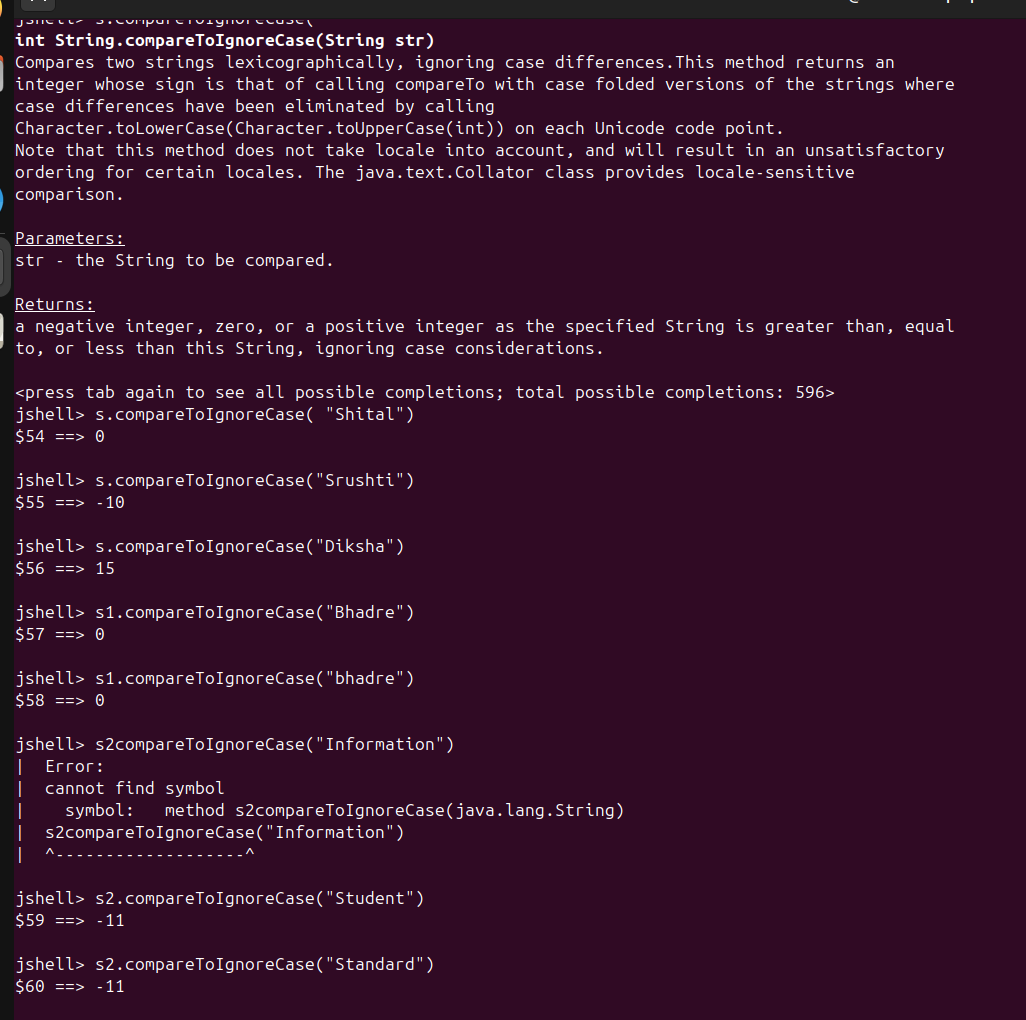 jshell> s.compareToIgnoreCase(
int String.compareToIgnoreCase(String str)
Compares two strings lexicographically, ignoring case differences.This method returns an
integer whose sign is that of calling compareTo with case folded versions of the strings where
case differences have been eliminated by calling
Character.toLowerCase(Character.toUpperCase(int)) on each Unicode code point.
Note that this method does not take locale into account, and will result in an unsatisfactory
ordering for certain locales. The java.text.Collator class provides locale-sensitive
comparison.
Parameters:
str - the String to be compared.
Returns:
a negative integer, zero, or a positive integer as the specified String is greater than, equal
to, or less than this String, ignoring case considerations.
<press tab again to see all possible completions; total possible completions: 596>
jshell> s.compareToIgnoreCase( "Shital")
$54 ==> 0
jshell> s.compareToIgnoreCase("Srushti")
$55 ==> -10
jshell> s.compareToIgnoreCase("Diksha")
$56 ==> 15
jshell> s1.compareToIgnoreCase("Bhadre")
$57 ==> 0
jshell> s1.compareToIgnoreCase("bhadre")
$58 ==> 0
jshell> s2compareToIgnoreCase("Information")
|  Error:
|  cannot find symbol
|    symbol:   method s2compareToIgnoreCase(java.lang.String)
|  s2compareToIgnoreCase("Information")
|  ^-------------------^
jshell> s2.compareToIgnoreCase("Student")
$59 ==> -11
jshell> s2.compareToIgnoreCase("Standard")
$60 ==> -11